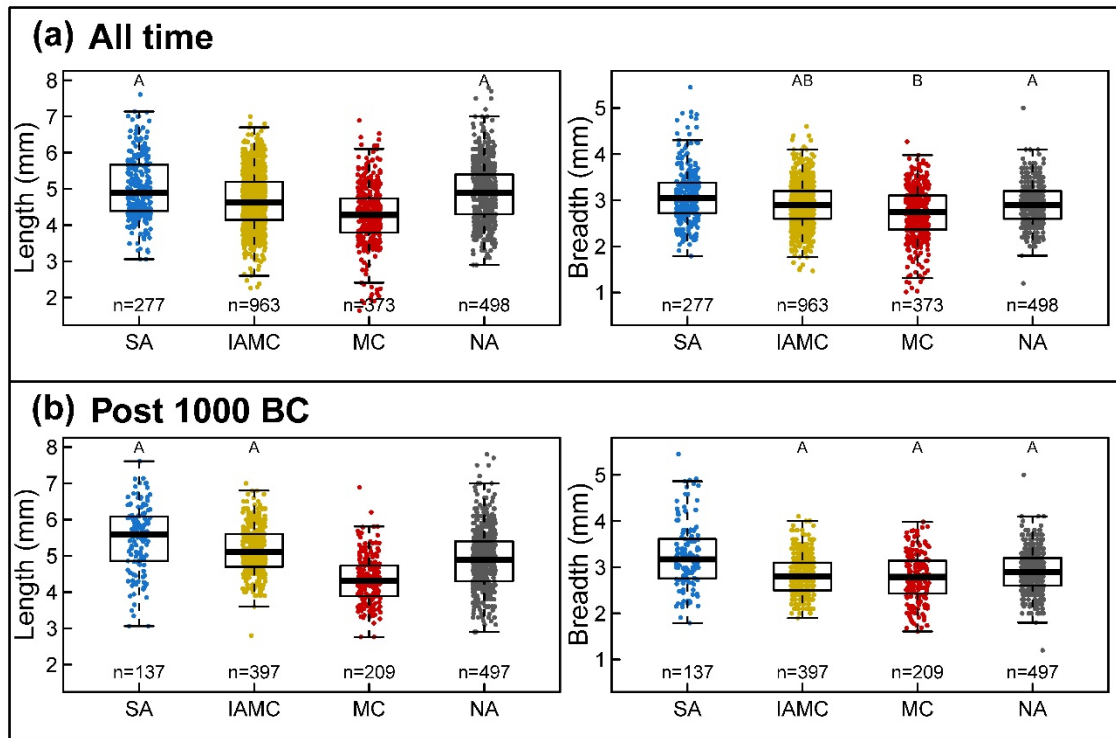 (a) All time
A A
AB B A
Length (mm)
8
7
6
5
4
3
2
n=277 n=963 n=373 n=498
SA IAMC MC NA
Breadth (mm)
5
4
3
2
1
n=277 n=963 n=373 n=498
SA IAMC MC NA
(b) Post 1000 BC
A A
A A A
Length (mm)
8
7
6
5
4
3
2
n=137 n=397 n=209 n=497
SA IAMC MC NA
Breadth (mm)
5
4
3
2
1
n=137 n=397 n=209 n=497
SA IAMC MC NA